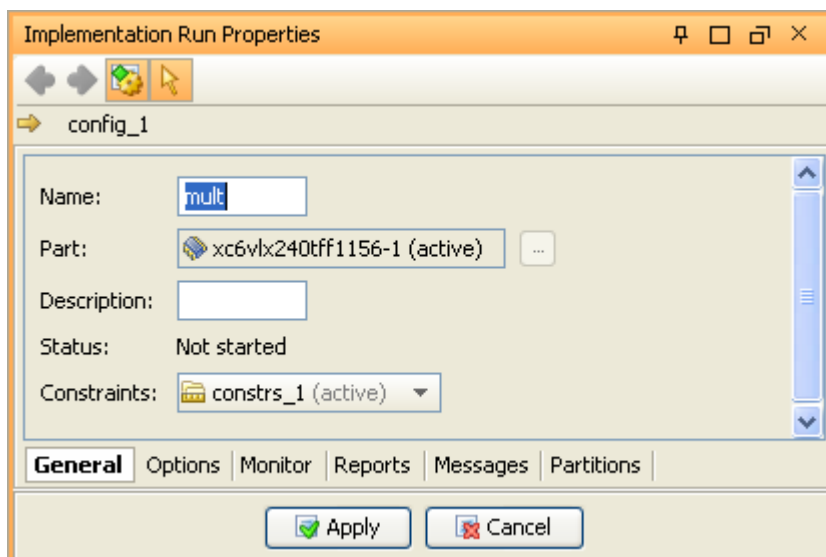 Implementation Run Properties
config_1
Name: mult
Part: xc6vlx240tff1156-1 (active) ...
Description:
Status: Not started
Constraints: constrs_1 (active)
General Options Monitor Reports Messages Partitions
Apply Cancel